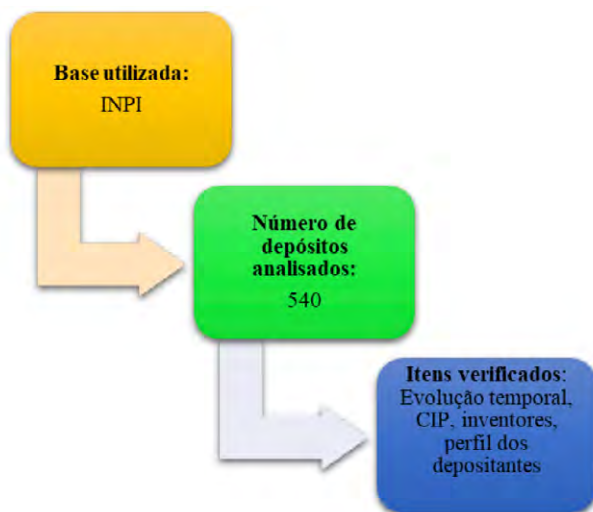 Base utilizada:
INPI
Número de
depósitos
analisados:
540
Itens verificados:
Evolução temporal,
CIP, inventores,
perfil dos
depositantes